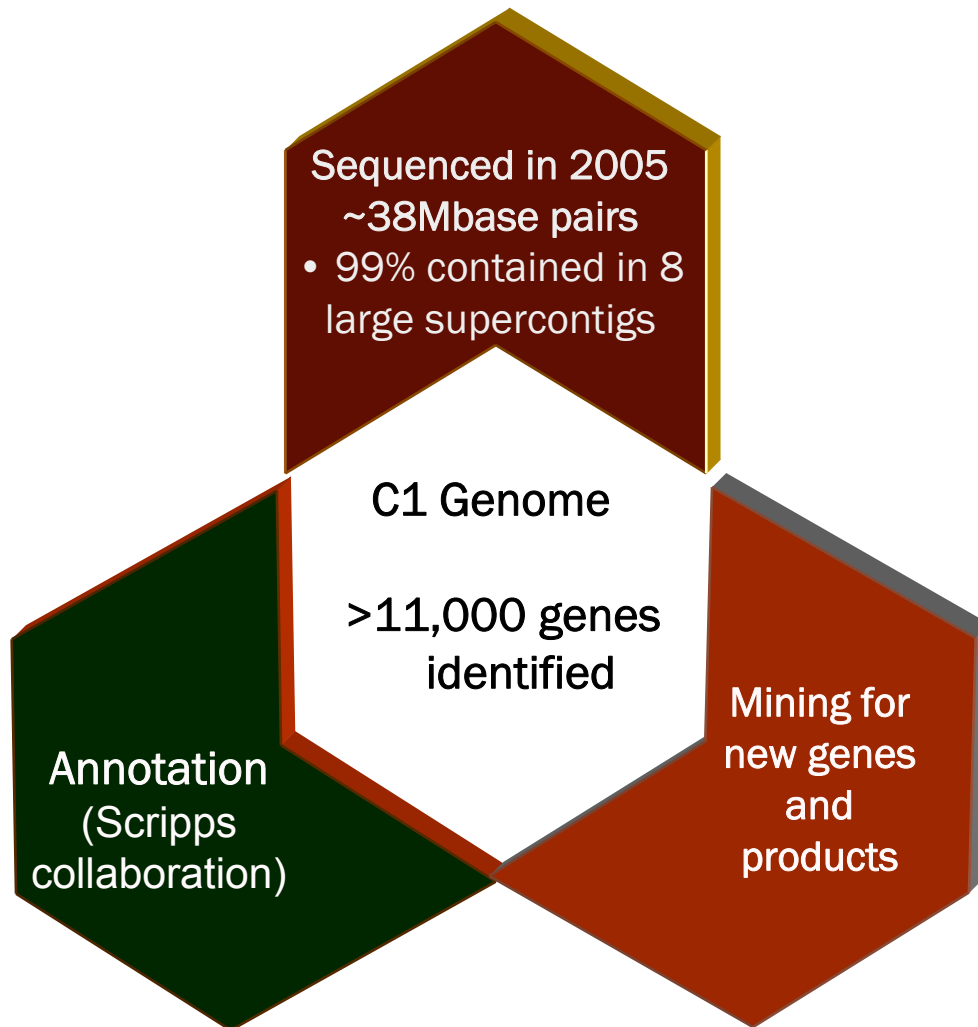 Sequenced in 2005
~38Mbase pairs
• 99% contained in 8
large supercontigs
C1 Genome
>11,000 genes
identified
Annotation
(Scripps
collaboration)
Mining for
new genes
and
products